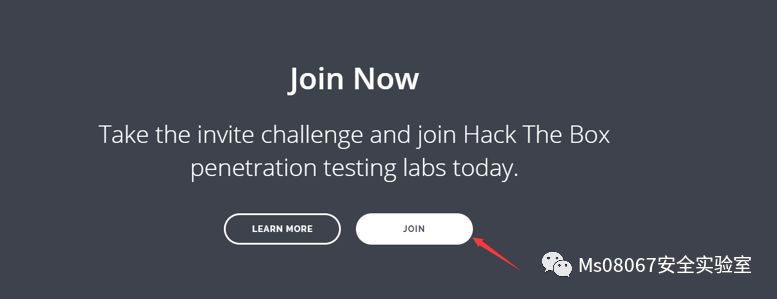 Join Now
Take the invite challenge and join Hack The Box
penetration testing labs today.
LEARN MORE
JOIN
Ms08067安全实验室